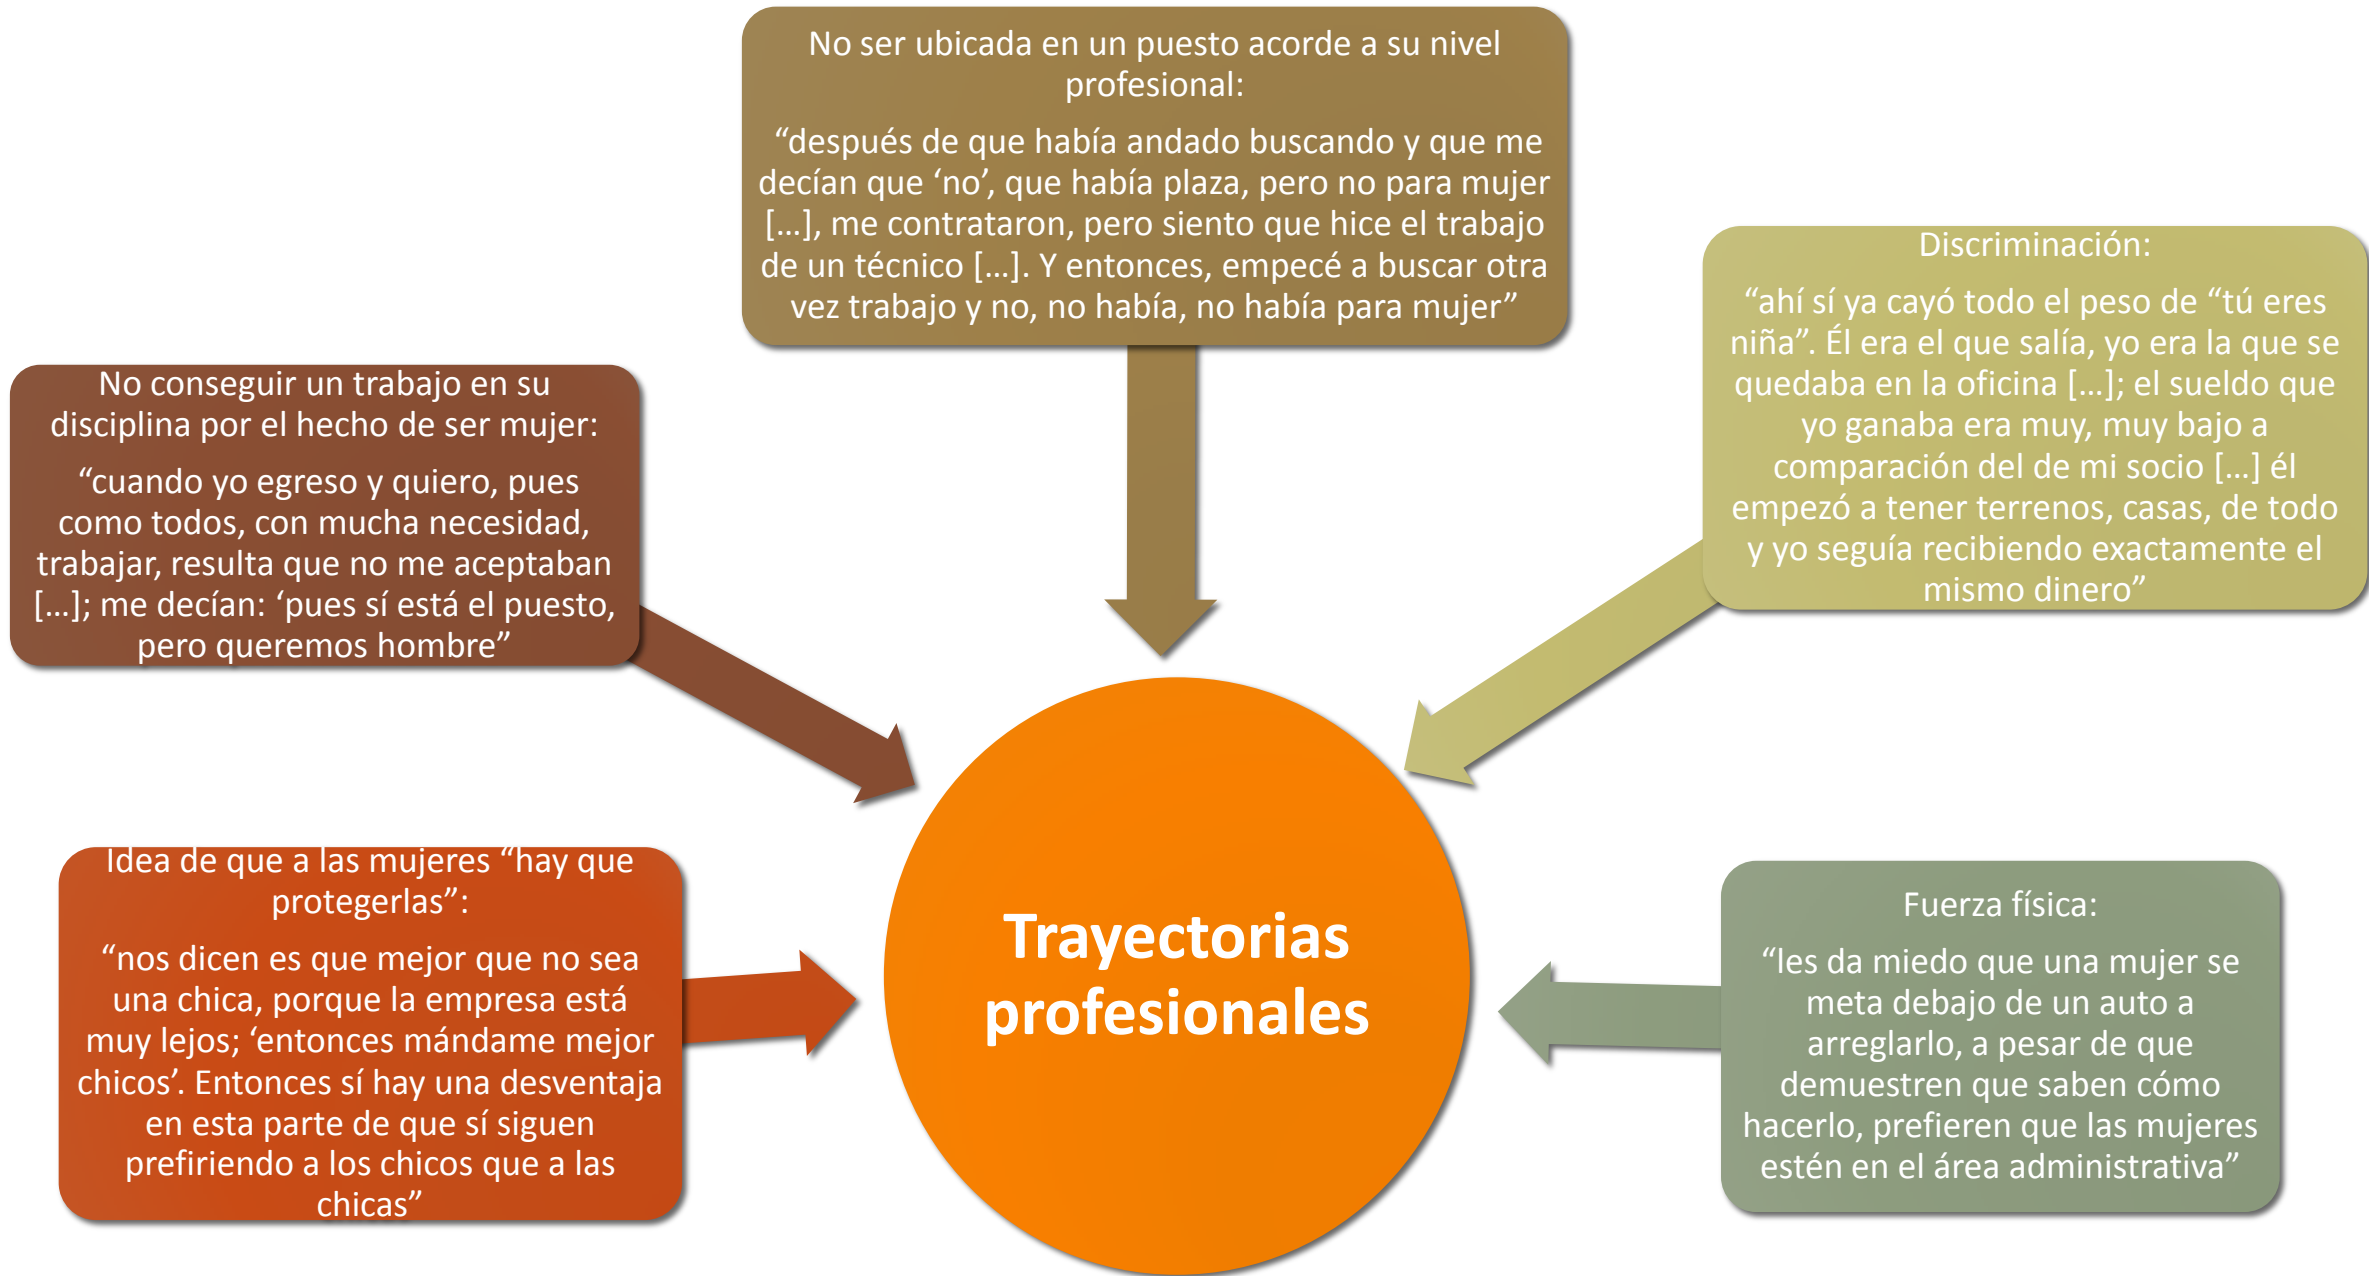 No ser ubicada en un puesto acorde a su nivel
profesional:
“después de que había andado buscando y que me
decían que ‘no’, que había plaza, pero no para mujer
[…], me contrataron, pero siento que hice el trabajo
de un técnico […]. Y entonces, empecé a buscar otra
vez trabajo y no, no había, no había para mujer”
No conseguir un trabajo en su
disciplina por el hecho de ser mujer:
“cuando yo egreso y quiero, pues
como todos, con mucha necesidad,
trabajar, resulta que no me aceptaban
[…]; me decían: ‘pues sí está el puesto,
pero queremos hombre”
Discriminación:
“ahí sí ya cayó todo el peso de “tú eres
niña”. Él era el que salía, yo era la que se
quedaba en la oficina […]; el sueldo que
yo ganaba era muy, muy bajo a
comparación del de mi socio […] él
empezó a tener terrenos, casas, de todo
y yo seguía recibiendo exactamente el
mismo dinero”
Idea de que a las mujeres “hay que
protegerlas”:
“nos dicen es que mejor que no sea
una chica, porque la empresa está
muy lejos; ‘entonces mándame mejor
chicos’. Entonces sí hay una desventaja
en esta parte de que sí siguen
prefiriendo a los chicos que a las
chicas”
Trayectorias
profesionales
Fuerza física:
“les da miedo que una mujer se
meta debajo de un auto a
arreglarlo, a pesar de que
demuestren que saben cómo
hacerlo, prefieren que las mujeres
estén en el área administrativa”